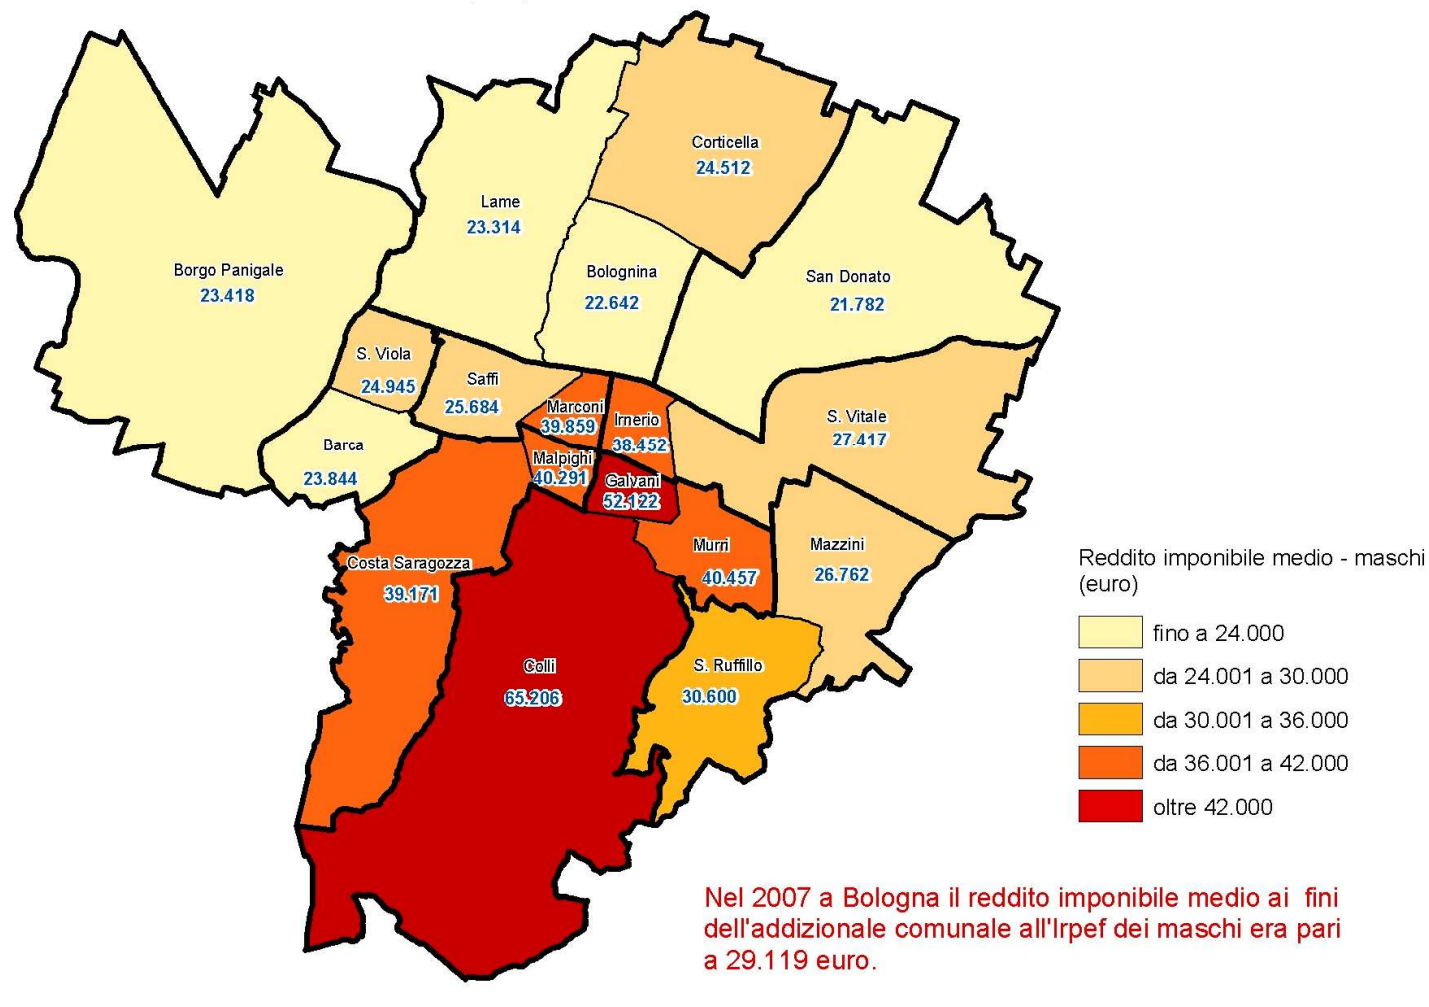 Corticella
24.512
Lame
23.314
Borgo Panigale
23.418
Bolognina
22.642
San Donato
21.782
S. Viola
24.945
Saffi
25.684
Marconi
39.859
Irnerio
38.452
S. Vitale
27.417
Barca
23.844
Malpighi
40.291
Galvani
52.122
Costa Saragozza
39.171
Murri
40.457
Mazzini
26.762
Colli
65.206
S. Ruffillo
30.600
Reddito imponibile medio - maschi
(euro)
fino a 24.000
da 24.001 a 30.000
da 30.001 a 36.000
da 36.001 a 42.000
oltre 42.000
Nel 2007 a Bologna il reddito imponibile medio ai fini
dell'addizionale comunale all'Irpef dei maschi era pari
a 29.119 euro.